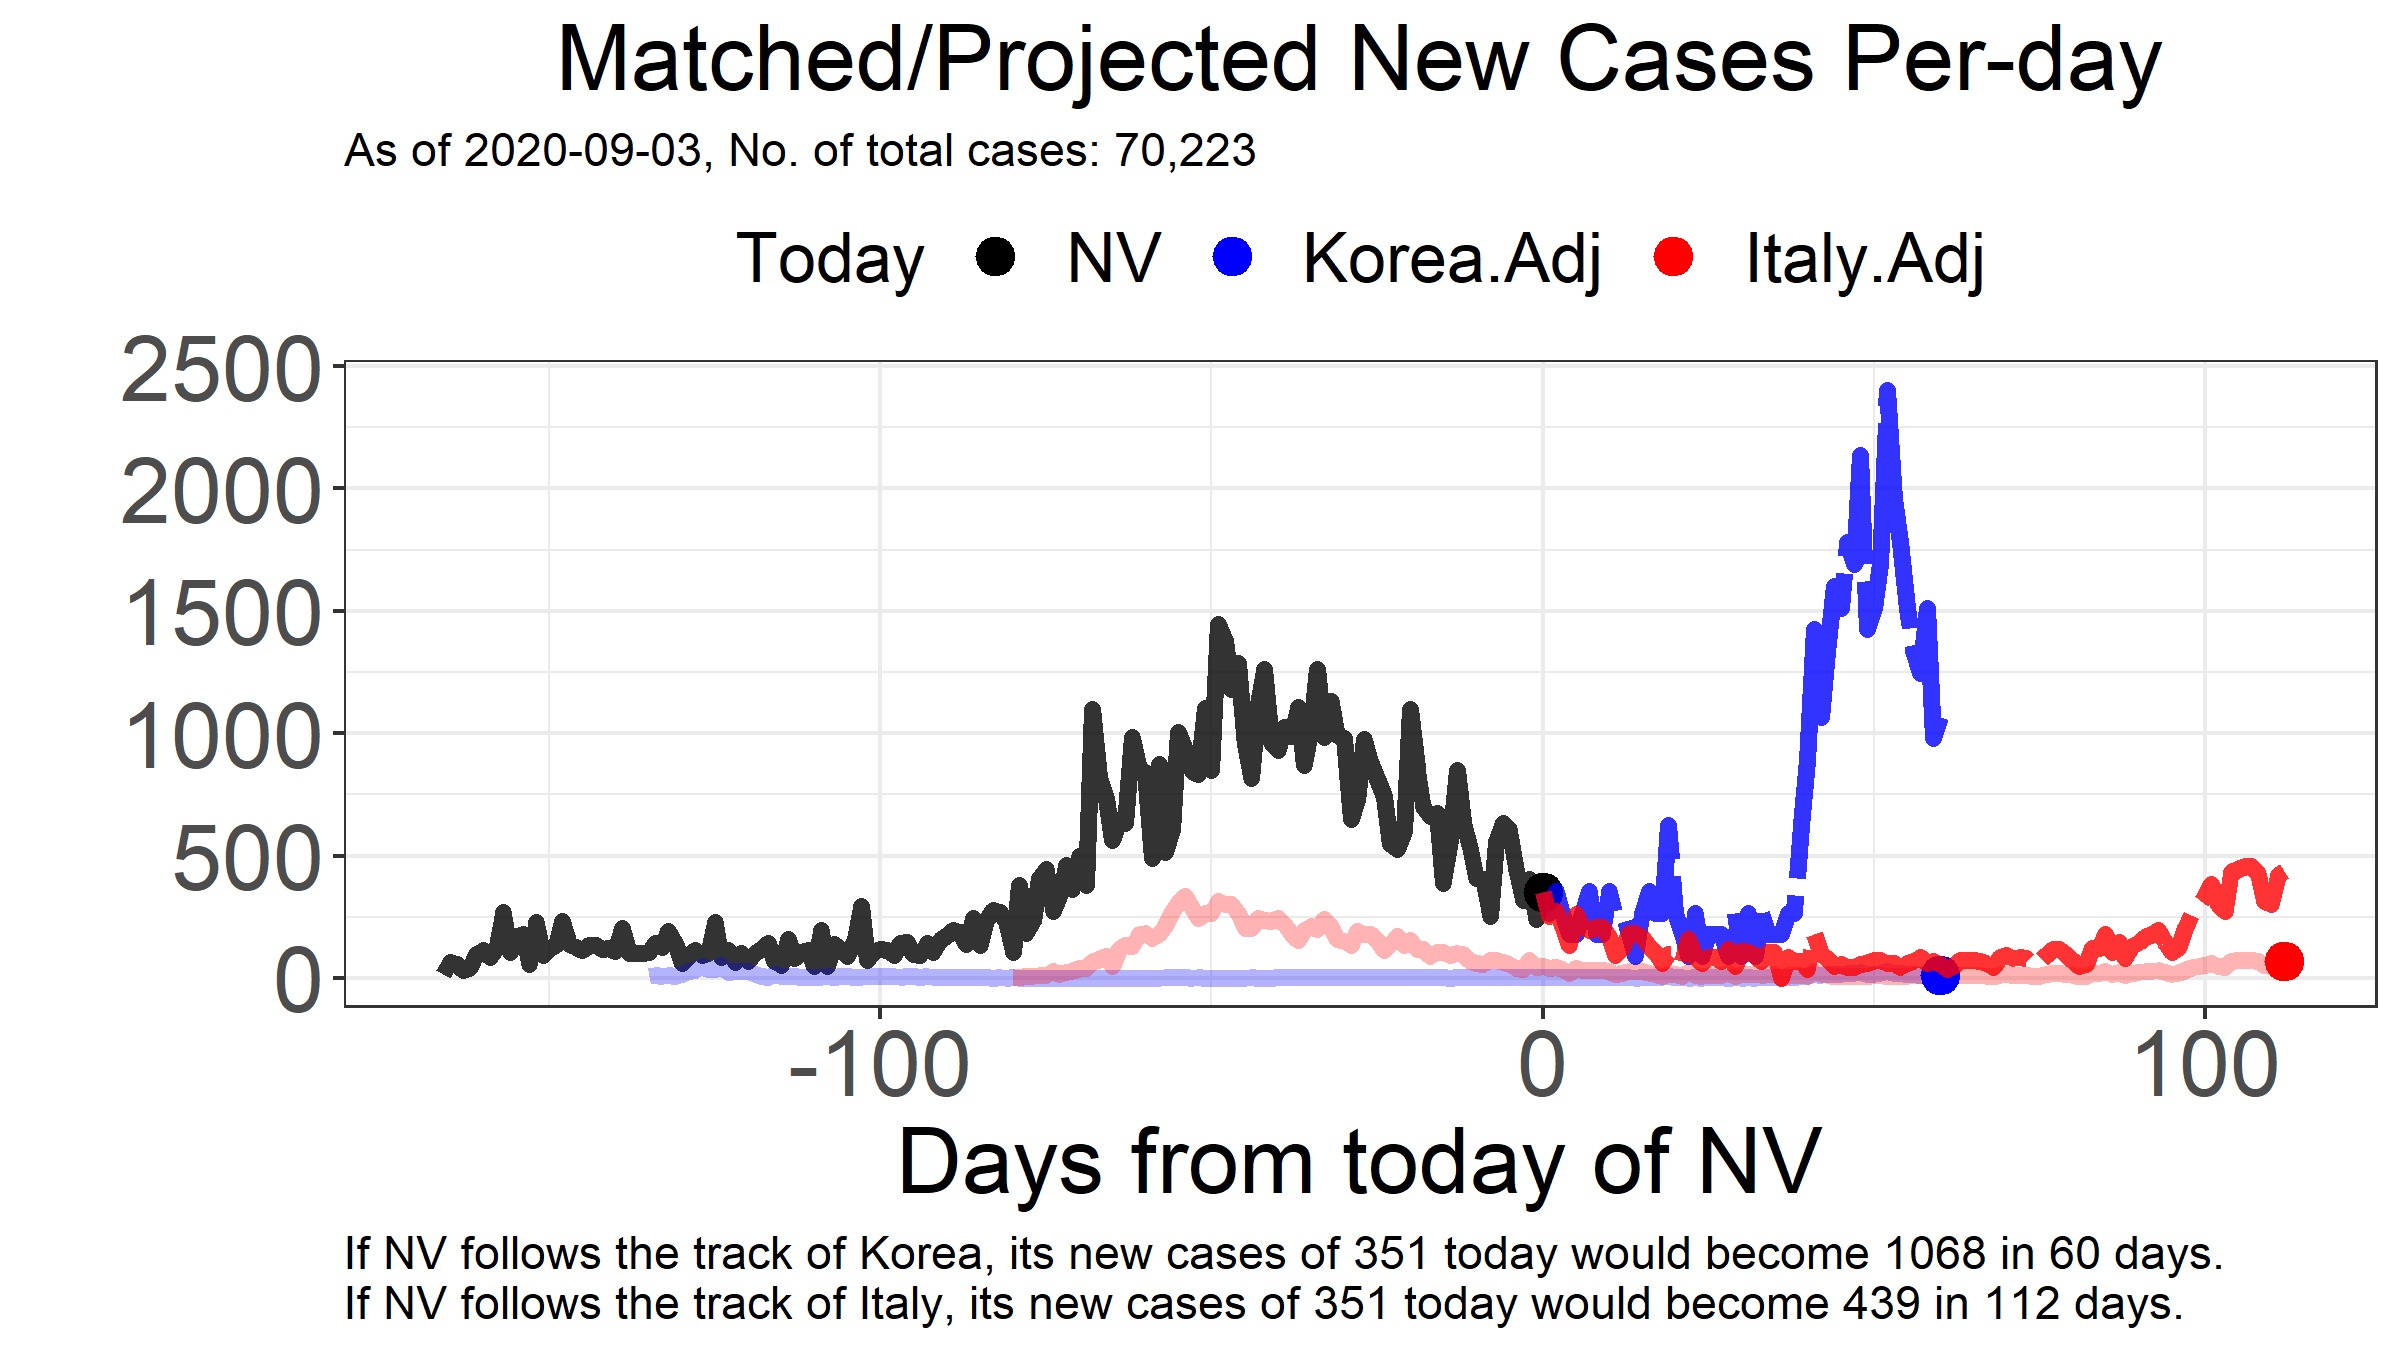 Matched/Projected New Cases Per-day
As of 2020-09-03, No. of total cases: 70,223
Today NV Korea.Adj Italy.Adj
2500
2000
1500
1000
500
0
-100 0 100
Days from today of NV
If NV follows the track of Korea, its new cases of 351 today would become 1068 in 60 days.
If NV follows the track of Italy, its new cases of 351 today would become 439 in 112 days.